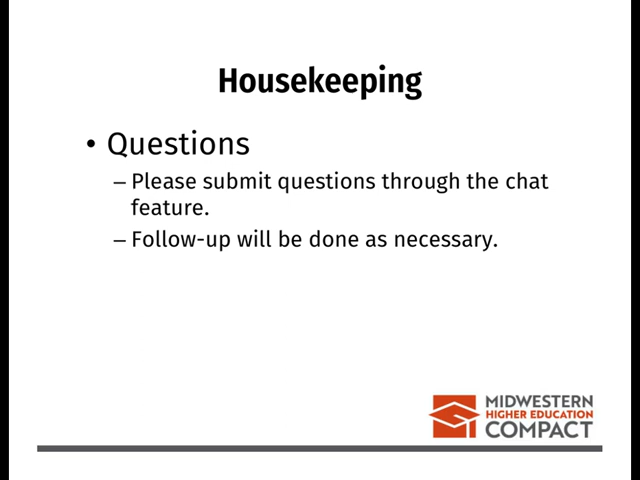 Housekeeping
• Questions
– Please submit questions through the chat
feature.
– Follow-up will be done as necessary.
MIDWESTERN
HIGHER EDUCATION
COMPACT